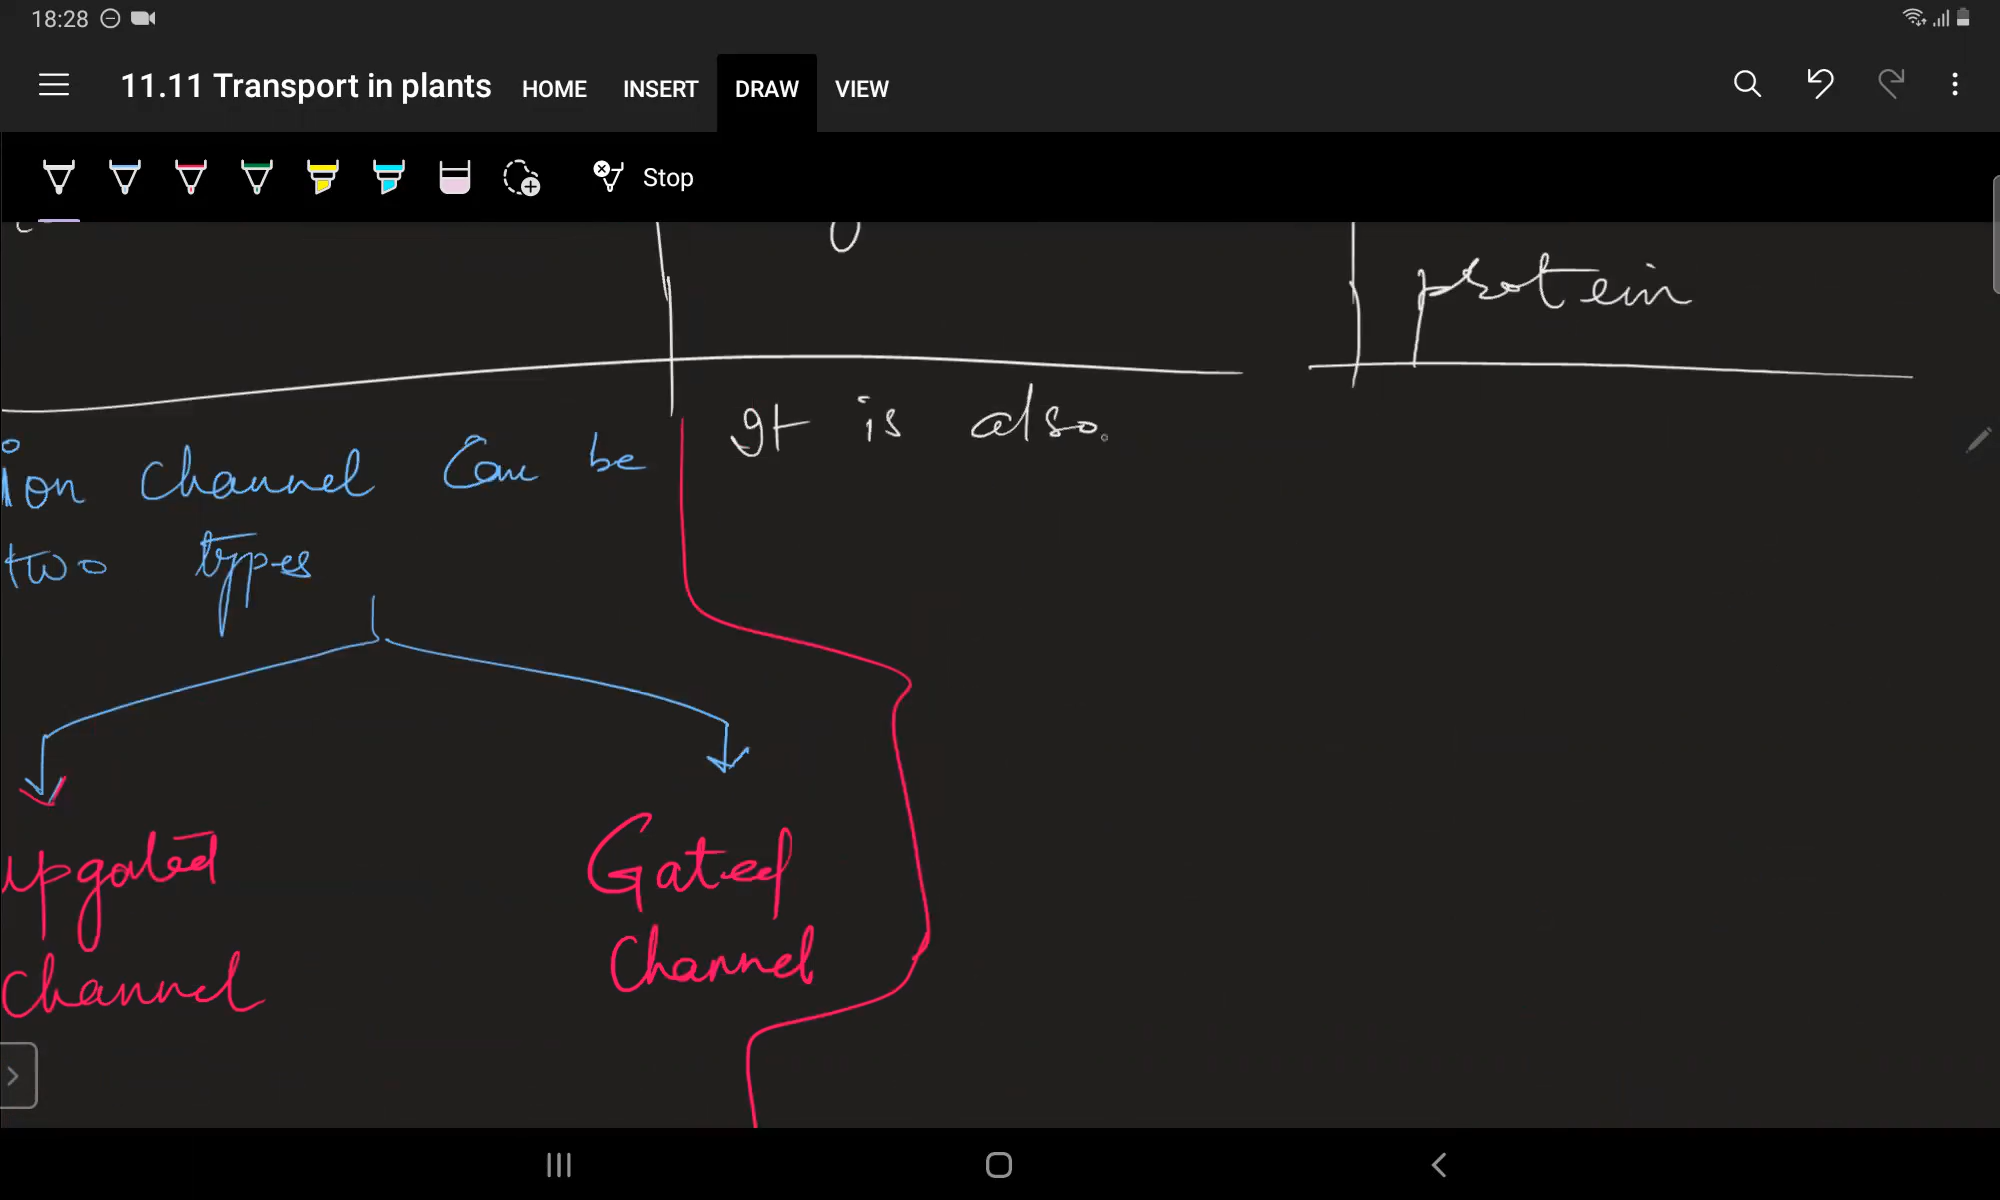 18:28
11.11 Transport in plants HOME INSERT DRAW VIEW
Stop
protein
It is also
ion channel can be
two types
upgated
channel
Gated
Channel